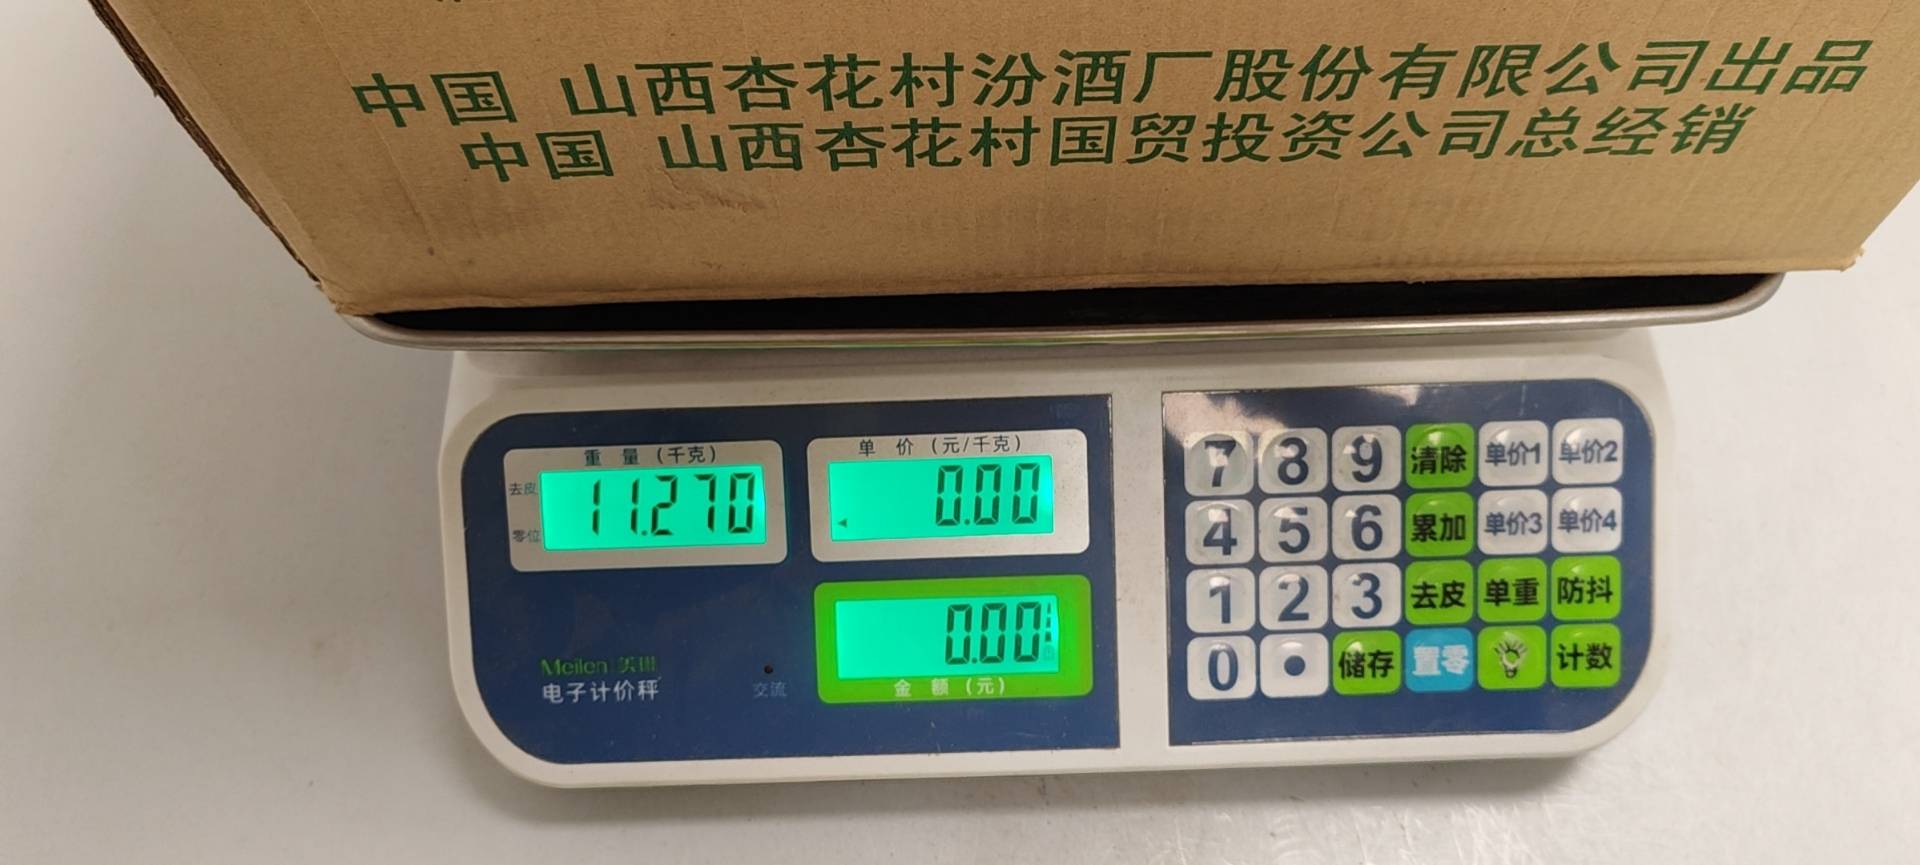 中国 山西杏花村汾酒厂股份有限公司出品
中国 山西杏花村国贸投资公司总经销
重量(千克)
去皮
零位
11.270
单价(元/千克)
0.00
0.00
金额(元)
Meilen 美
电子计价秤
交流
7 8 9 清除 单价1 单价2
4 5 6 累加 单价3 单价4
1 2 3 去皮 单重 防抖
0 • 储存 置零 计数